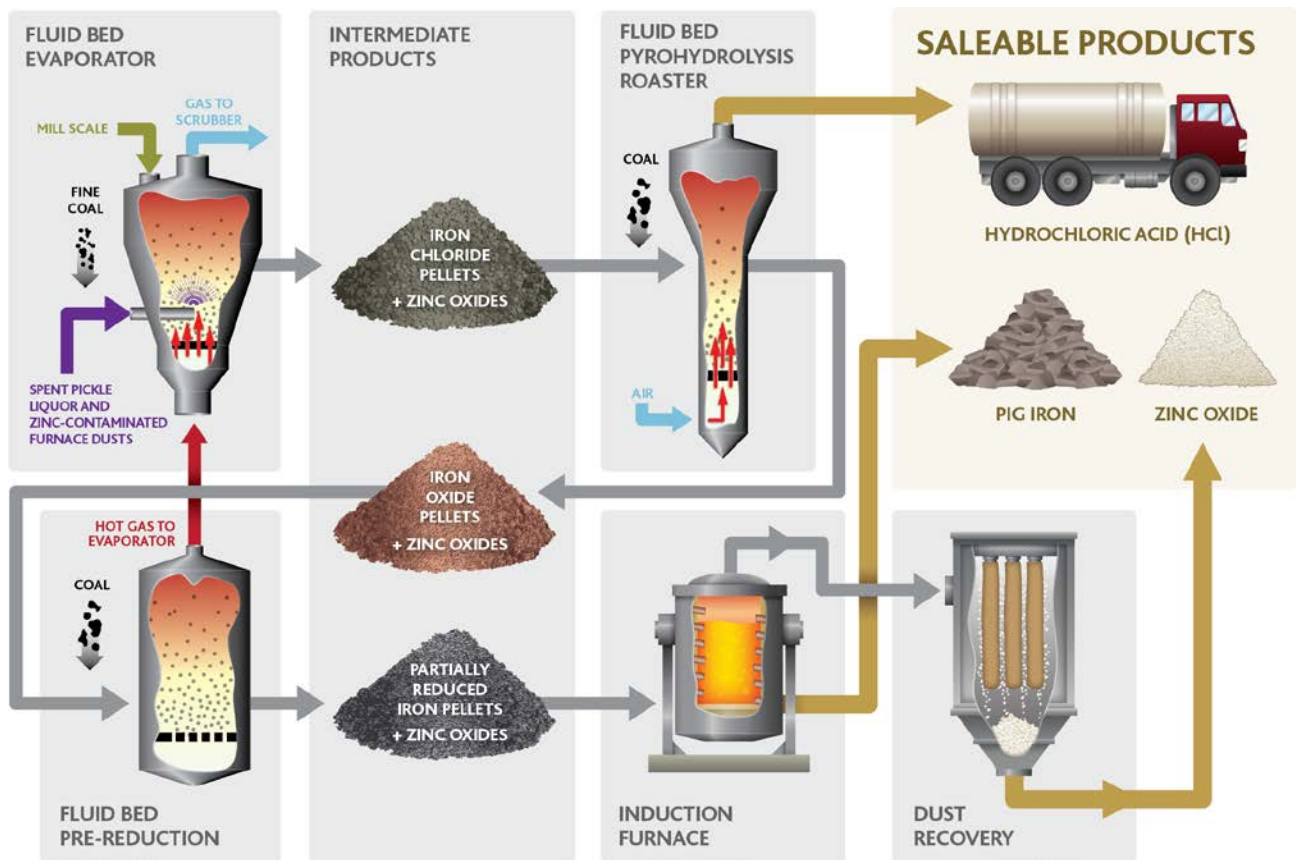 FLUID BED
EVAPORATOR
MILL SCALE
GAS TO
SCRUBBER
FINE
COAL
SPENT PICKLE
LIQUOR AND
ZINC-CONTAMINATED
FURNACE DUSTS
INTERMEDIATE
PRODUCTS
IRON
CHLORIDE
PELLETS
+ ZINC OXIDES
FLUID BED
PYROHYDROLYSIS
ROASTER
COAL
AIR
SALEABLE PRODUCTS
HYDROCHLORIC ACID (HCl)
PIG IRON
ZINC OXIDE
IRON
OXIDE
PELLETS
+ ZINC OXIDES
HOT GAS TO
EVAPORATOR
COAL
FLUID BED
PRE-REDUCTION
PARTIALLY
REDUCED
IRON PELLETS
+ ZINC OXIDES
INDUCTION
FURNACE
DUST
RECOVERY